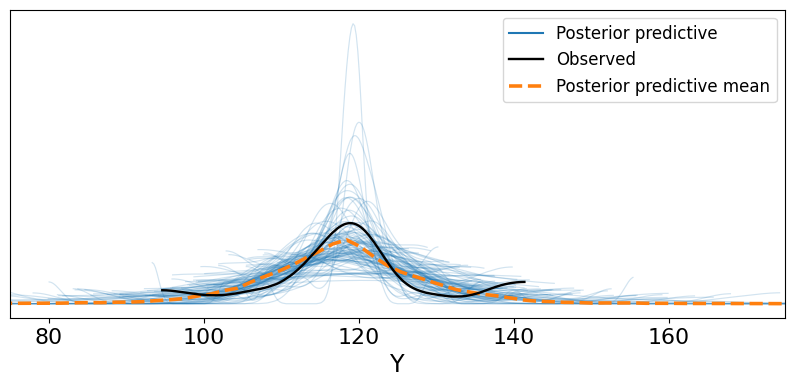 Posterior predictive
Observed
Posterior predictive mean
80 100 120 140 160
Y